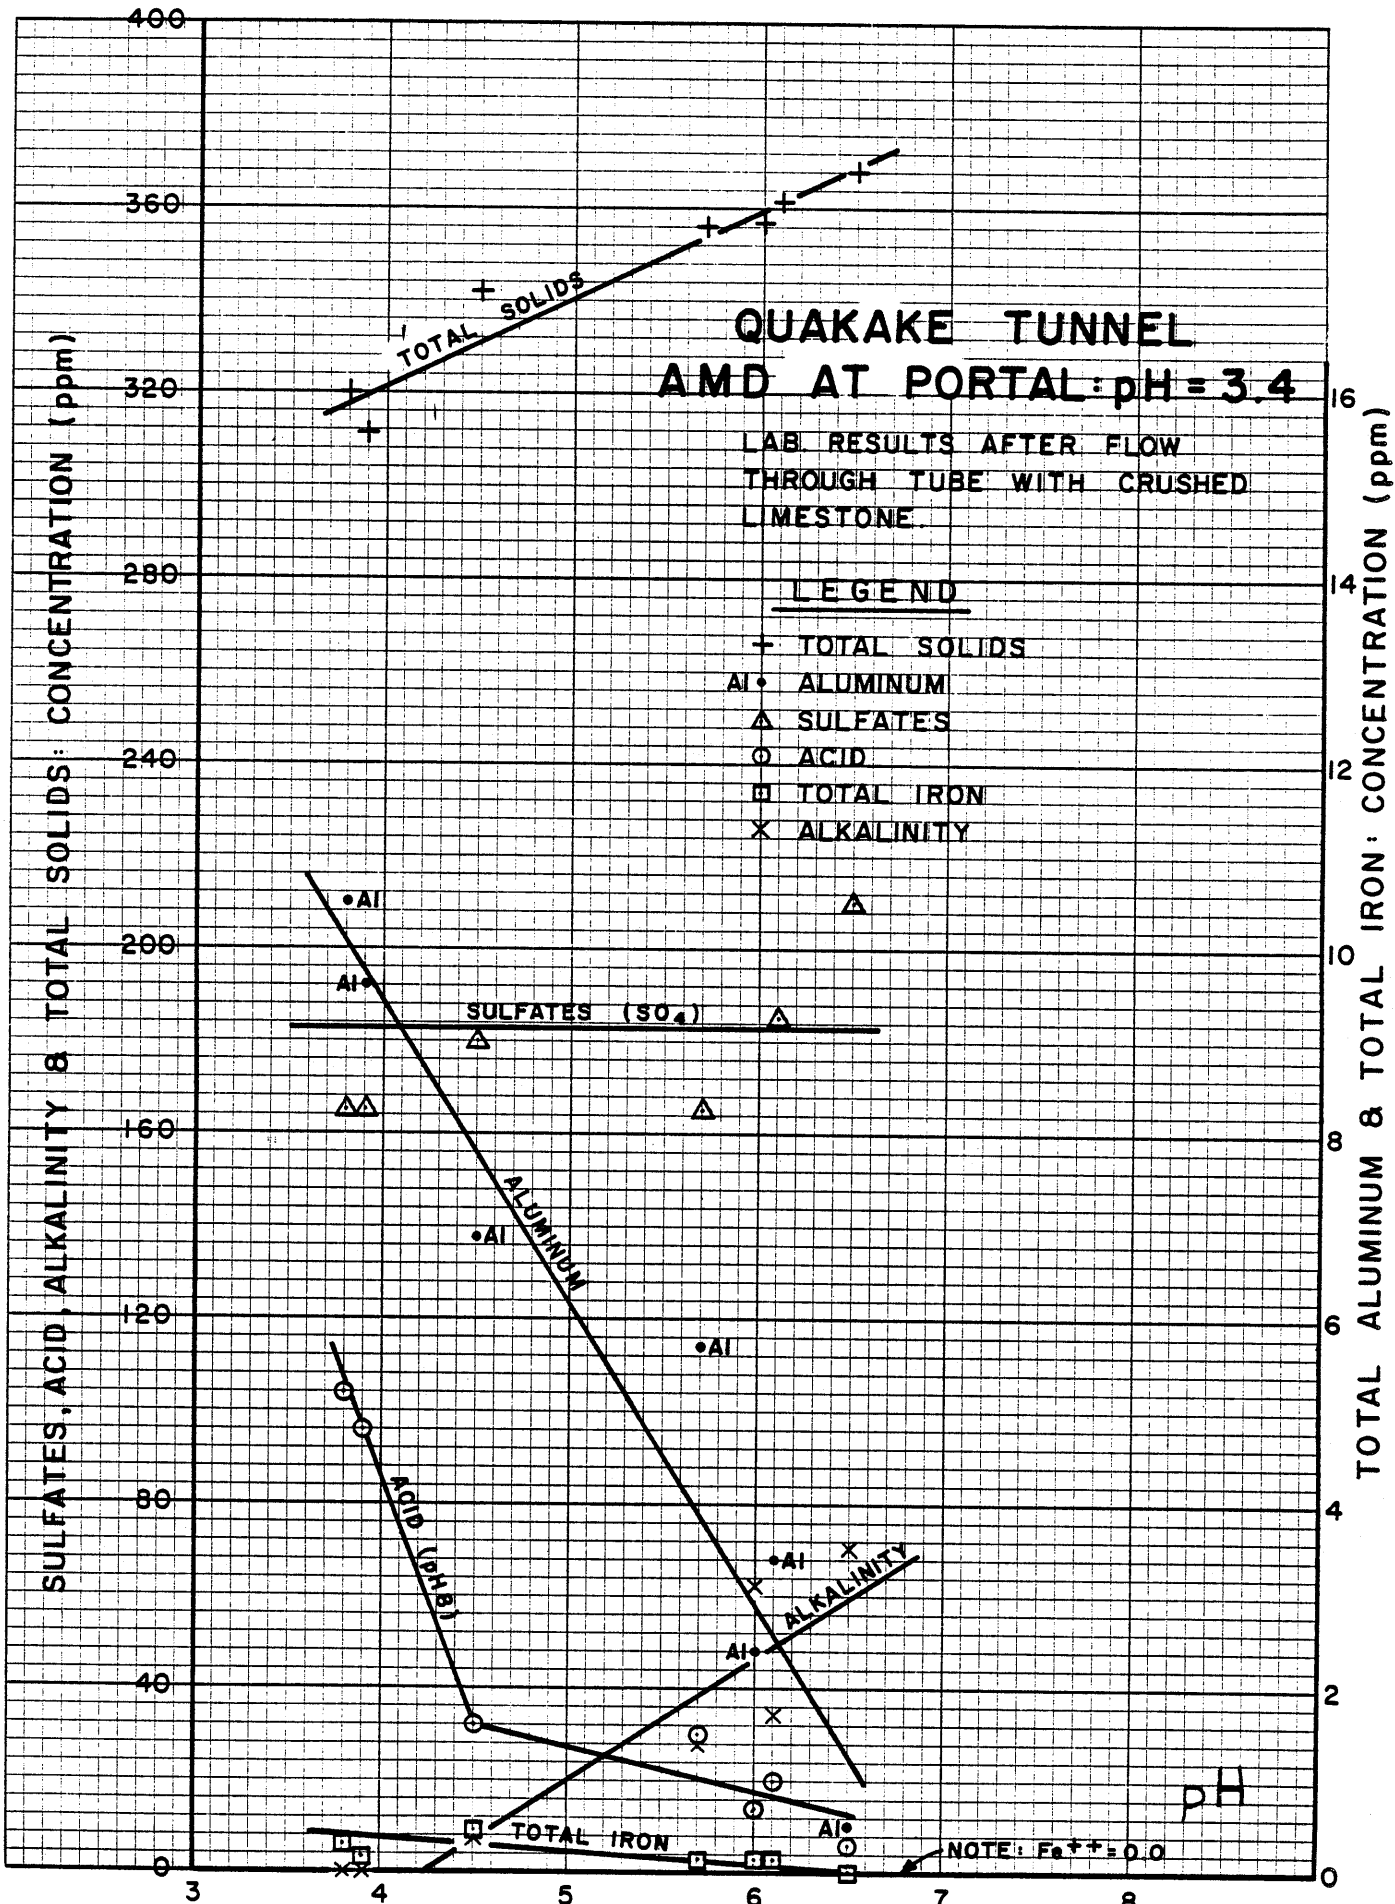 400
360
320
280
240
200
160
120
80
40
0
SULFATES, ACID, ALKALINITY & TOTAL SOLIDS: CONCENTRATION (ppm)
TOTAL SOLIDS
QUAKAKE TUNNEL
AMD AT PORTAL: pH = 3.4
LAB. RESULTS AFTER FLOW
THROUGH TUBE WITH CRUSHED
LIMESTONE.
LEGEND
+ TOTAL SOLIDS
Al • ALUMINUM
△ SULFATES
⊙ ACID
⊡ TOTAL IRON
× ALKALINITY
Al
Al
SULFATES (SO₄)
ALUMINUM
Al
Al
ACID (pH8)
Al
ALKALINITY
Al
Al
TOTAL IRON
pH
NOTE: Fe++ = 0.0
16
14
12
10
8
6
4
2
0
TOTAL ALUMINUM & TOTAL IRON: CONCENTRATION (ppm)
3 4 5 6 7 8